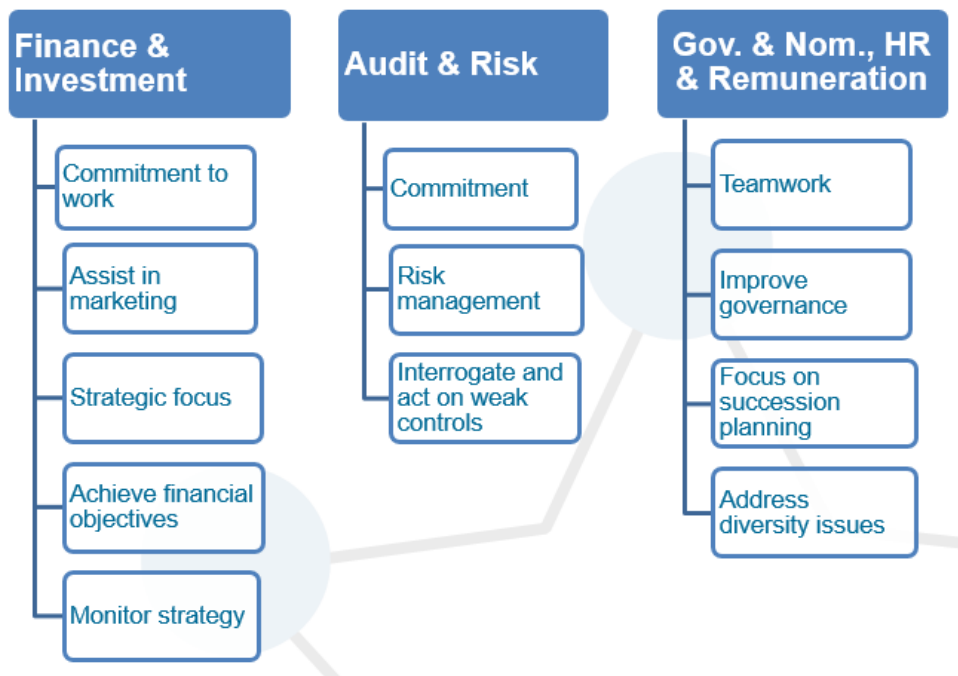 Finance &
Investment
Commitment to
work
Assist in
marketing
Strategic focus
Achieve financial
objectives
Monitor strategy
Audit & Risk
Commitment
Risk
management
Interrogate and
act on weak
controls
Gov. & Nom., HR
& Remuneration
Teamwork
Improve
governance
Focus on
succession
planning
Address
diversity issues